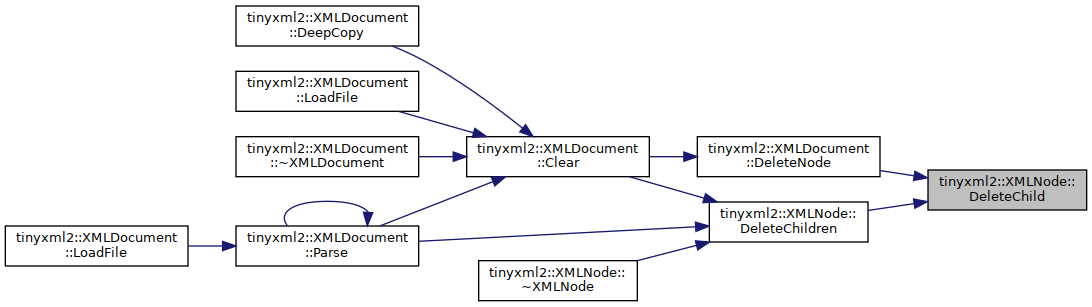 tinyxml2::XMLDocument
::DeepCopy
tinyxml2::XMLDocument
::LoadFile
tinyxml2::XMLDocument
::~XMLDocument
tinyxml2::XMLDocument
::Clear
tinyxml2::XMLDocument
::DeleteNode
tinyxml2::XMLNode::
DeleteChild
tinyxml2::XMLNode::
DeleteChildren
tinyxml2::XMLDocument
::LoadFile
tinyxml2::XMLDocument
::Parse
tinyxml2::XMLNode::
~XMLNode